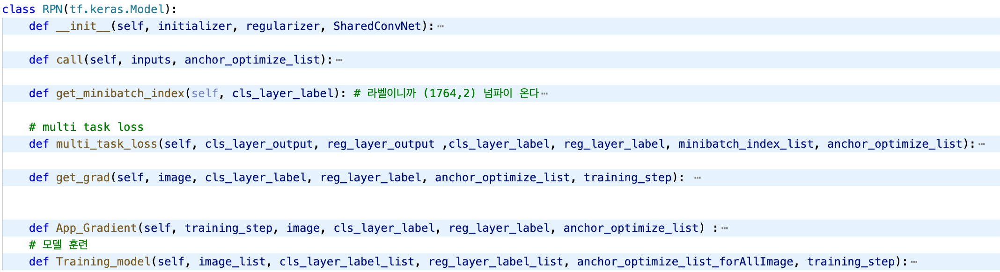 class RPN(tf.keras.Model):
    def __init__(self, initializer, regularizer, SharedConvNet):⋯
    def call(self, inputs, anchor_optimize_list):⋯
    def get_minibatch_index(self, cls_layer_label): # 라벨이니까 (1764,2) 넘파이 온다⋯
    # multi task loss
    def multi_task_loss(self, cls_layer_output, reg_layer_output ,cls_layer_label, reg_layer_label, minibatch_index_list, anchor_optimize_list):⋯
    def get_grad(self, image, cls_layer_label, reg_layer_label, anchor_optimize_list, training_step): ⋯
    def App_Gradient(self, training_step, image, cls_layer_label, reg_layer_label, anchor_optimize_list) :⋯
    # 모델 훈련
    def Training_model(self, image_list, cls_layer_label_list, reg_layer_label_list, anchor_optimize_list_forAllImage, training_step):⋯